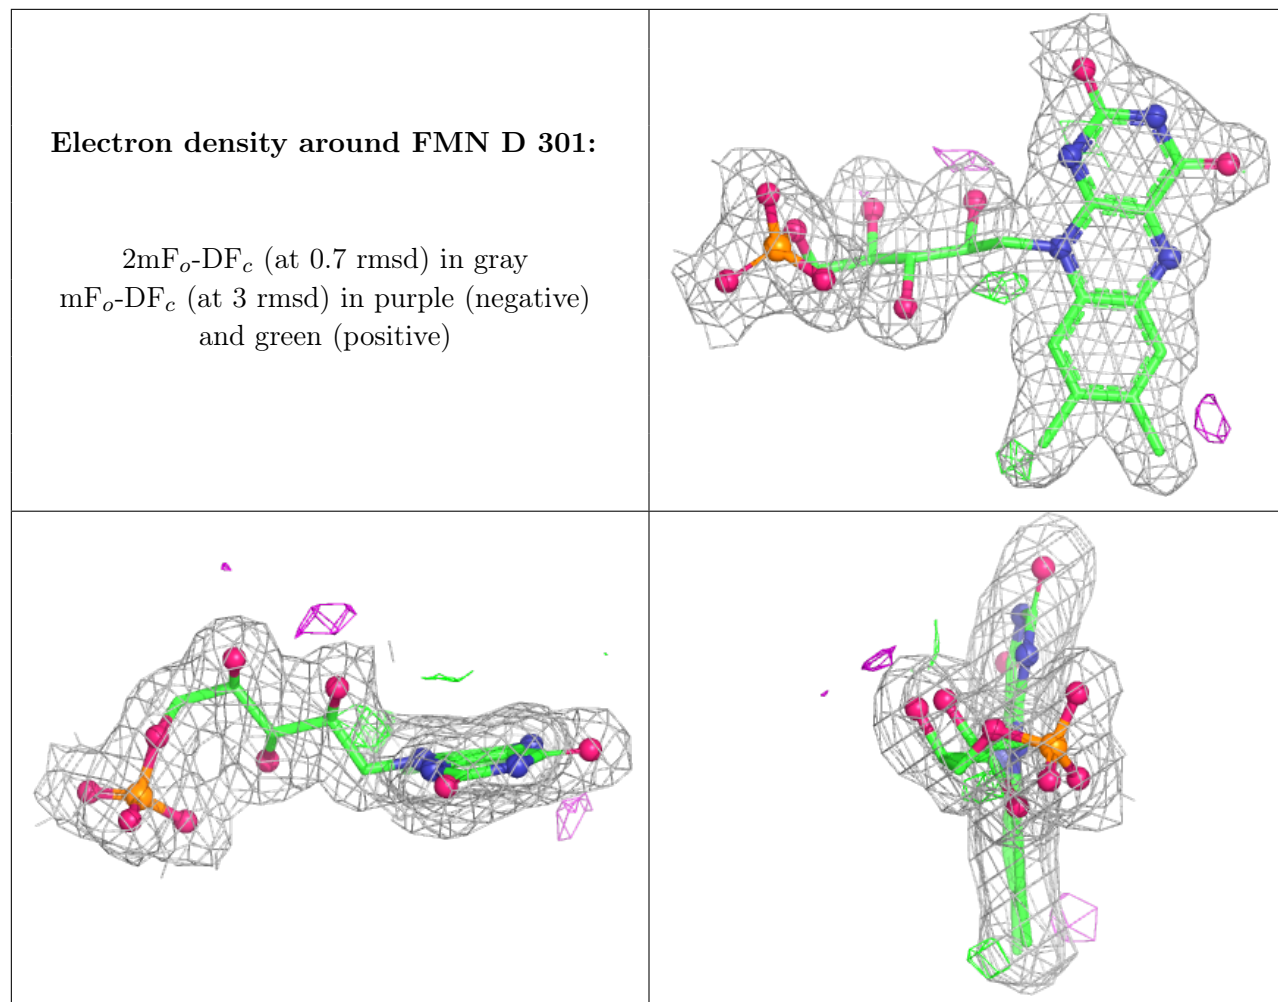 Electron density around FMN D 301:
2mFo-DFc (at 0.7 rmsd) in gray
mFo-DFc (at 3 rmsd) in purple (negative)
and green (positive)